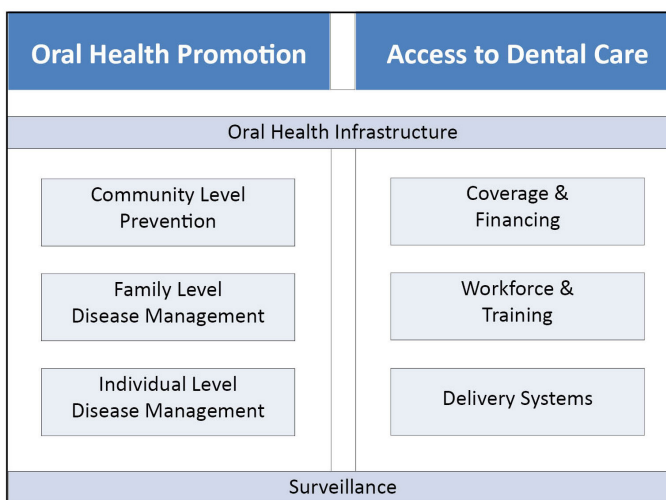 Oral Health Promotion
Access to Dental Care
Oral Health Infrastructure
Community Level
Prevention
Family Level
Disease Management
Individual Level
Disease Management
Coverage &
Financing
Workforce &
Training
Delivery Systems
Surveillance